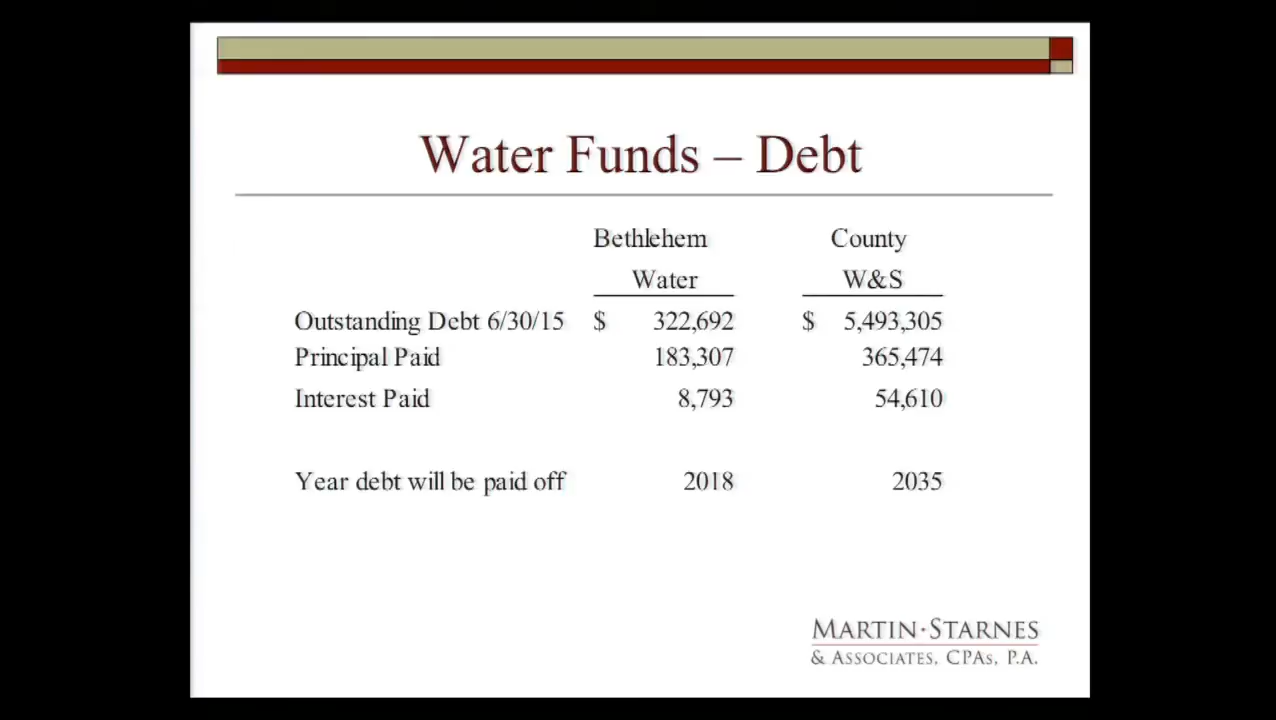 Water Funds – Debt
Bethlehem County
Water W&S
Outstanding Debt 6/30/15 $ 322,692 $ 5,493,305
Principal Paid 183,307 365,474
Interest Paid 8,793 54,610
Year debt will be paid off 2018 2035
MARTIN·STARNES
& ASSOCIATES, CPAS, P.A.